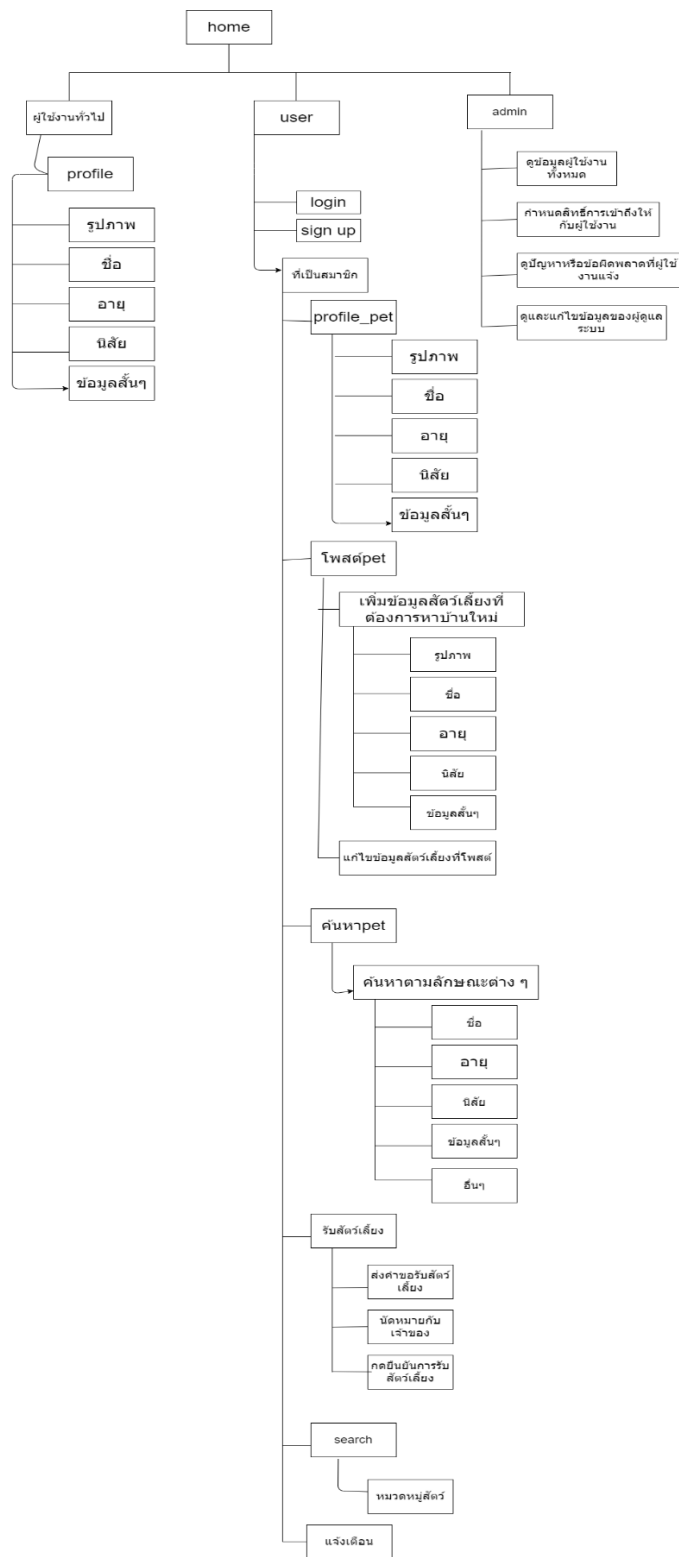 home
ผู้ใช้งานทั่วไป
profile
รูปภาพ
ชื่อ
อายุ
นิสัย
ข้อมูลสั้นๆ
user
login
sign up
ที่เป็นสมาชิก
profile_pet
รูปภาพ
ชื่อ
อายุ
นิสัย
ข้อมูลสั้นๆ
โพสต์pet
เพิ่มข้อมูลสัตว์เลี้ยงที่
ต้องการหาบ้านใหม่
รูปภาพ
ชื่อ
อายุ
นิสัย
ข้อมูลสั้นๆ
แก้ไขข้อมูลสัตว์เลี้ยงที่โพสต์
ค้นหาpet
ค้นหาตามลักษณะต่าง ๆ
ชื่อ
อายุ
นิสัย
ข้อมูลสั้นๆ
อื่นๆ
รับสัตว์เลี้ยง
ส่งคำขอรับสัตว์
เลี้ยง
นัดหมายกับ
เจ้าของ
กดยืนยันการรับ
สัตว์เลี้ยง
search
หมวดหมู่สัตว์
แจ้งเตือน
admin
ดูข้อมูลผู้ใช้งาน
ทั้งหมด
กำหนดสิทธิ์การเข้าถึงให้
กับผู้ใช้งาน
ดูปัญหาหรือข้อผิดพลาดที่ผู้ใช้
งานแจ้ง
ดูและแก้ไขข้อมูลของผู้ดูแล
ระบบ